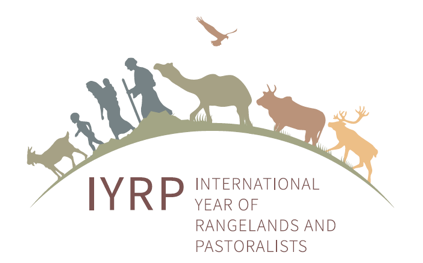 IYRP
INTERNATIONAL
YEAR OF
RANGELANDS AND
PASTORALISTS